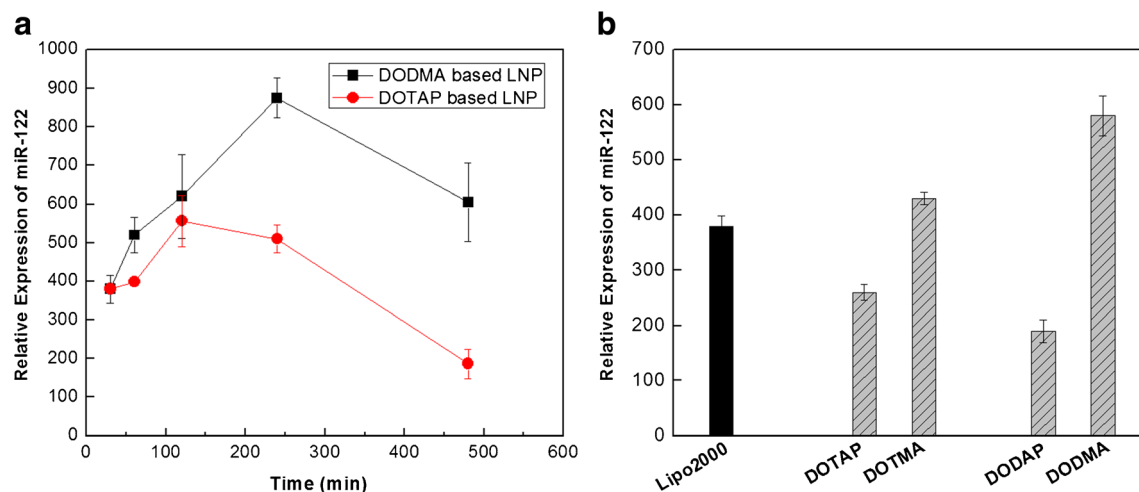 a
Relative Expression of miR-122
1000
900
800
700
600
500
400
300
200
100
0
DODMA based LNP
DOTAP based LNP
0
100
200
300
400
500
600
Time (min)
b
Relative Expression of miR-122
700
600
500
400
300
200
100
0
Lipo2000
DOTAP
DOTMA
DODAP
DODMA